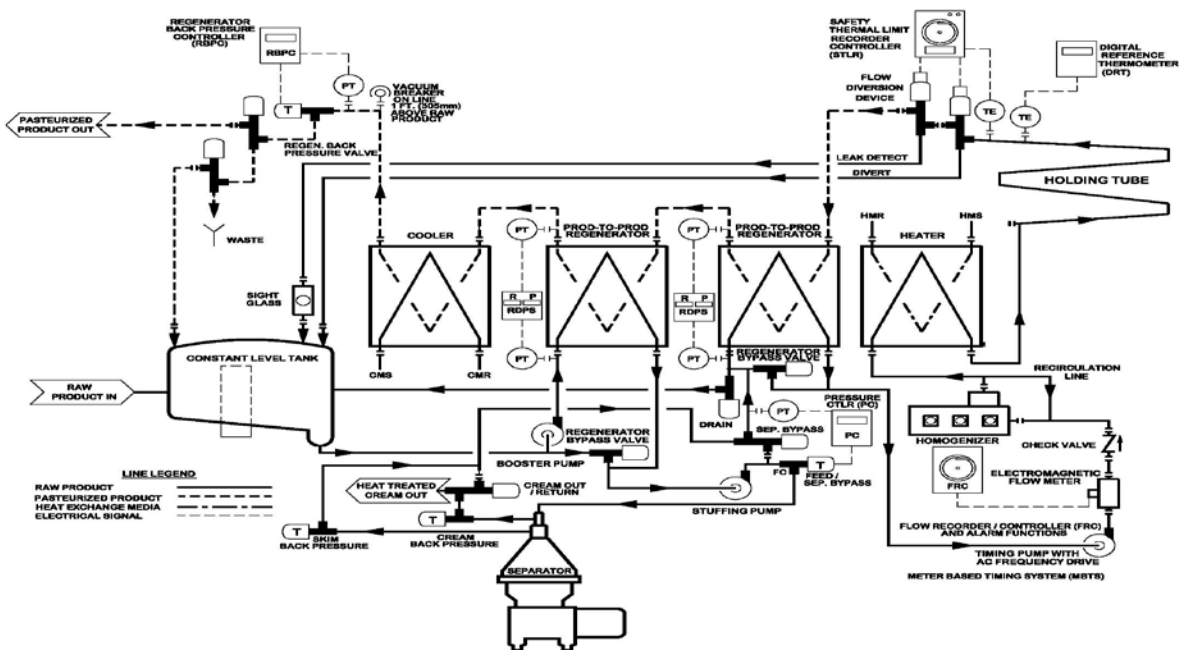 REGENERATOR
BACK PRESSURE
CONTROLLER
(RBPC)
RBPC
PT
T
VACUUM
BREAKER
ON LINE
1 FT. (305mm)
ABOVE RAW
PRODUCT
SAFETY
THERMAL LIMIT
RECORDER
CONTROLLER
(STLR)
DIGITAL
REFERENCE
THERMOMETER
(DRT)
FLOW
DIVERSION
DEVICE
TE
TE
PASTEURIZED
PRODUCT OUT
REGEN. BACK
PRESSURE VALVE
LEAK DETECT
DIVERT
HOLDING TUBE
WASTE
COOLER
PT
PROD-TO-PROD
REGENERATOR
PT
PROD-TO-PROD
REGENERATOR
HMR
HMS
HEATER
SIGHT
GLASS
R P
RDPS
R P
RDPS
PT
PT
CONSTANT LEVEL TANK
CMS
CMR
REGENERATOR
BYPASS VALVE
RECIRCULATION
LINE
RAW
PRODUCT IN
DRAIN
PT
PRESSURE
CTLR (PC)
PC
SEP. BYPASS
HOMOGENIZER
CHECK VALVE
REGENERATOR
BYPASS VALVE
BOOSTER PUMP
FC
T
FEED /
SEP. BYPASS
FRC
ELECTROMAGNETIC
FLOW METER
LINE LEGEND
RAW PRODUCT
PASTEURIZED PRODUCT
HEAT EXCHANGE MEDIA
ELECTRICAL SIGNAL
HEAT TREATED
CREAM OUT
CREAM OUT
/ RETURN
STUFFING PUMP
T
SKIM
BACK PRESSURE
T
CREAM
BACK PRESSURE
FLOW RECORDER / CONTROLLER (FRC)
AND ALARM FUNCTIONS
TIMING PUMP WITH
AC FREQUENCY DRIVE
METER BASED TIMING SYSTEM (MBTS)
SEPARATOR